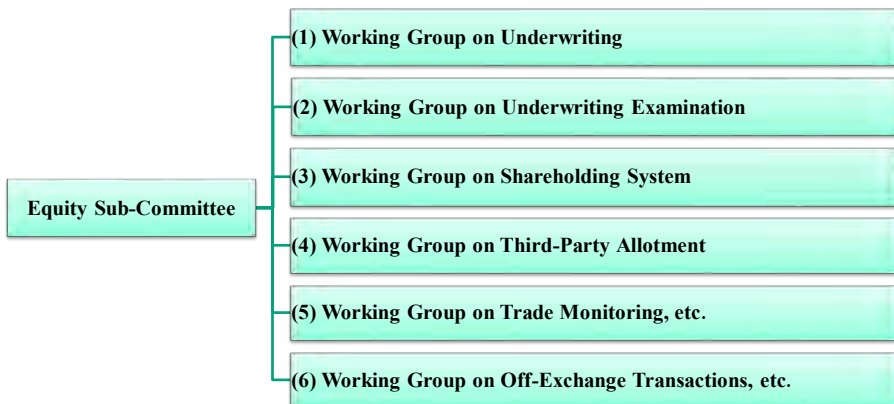 (1) Working Group on Underwriting
(2) Working Group on Underwriting Examination
(3) Working Group on Shareholding System
Equity Sub-Committee
(4) Working Group on Third-Party Allotment
(5) Working Group on Trade Monitoring, etc.
(6) Working Group on Off-Exchange Transactions, etc.